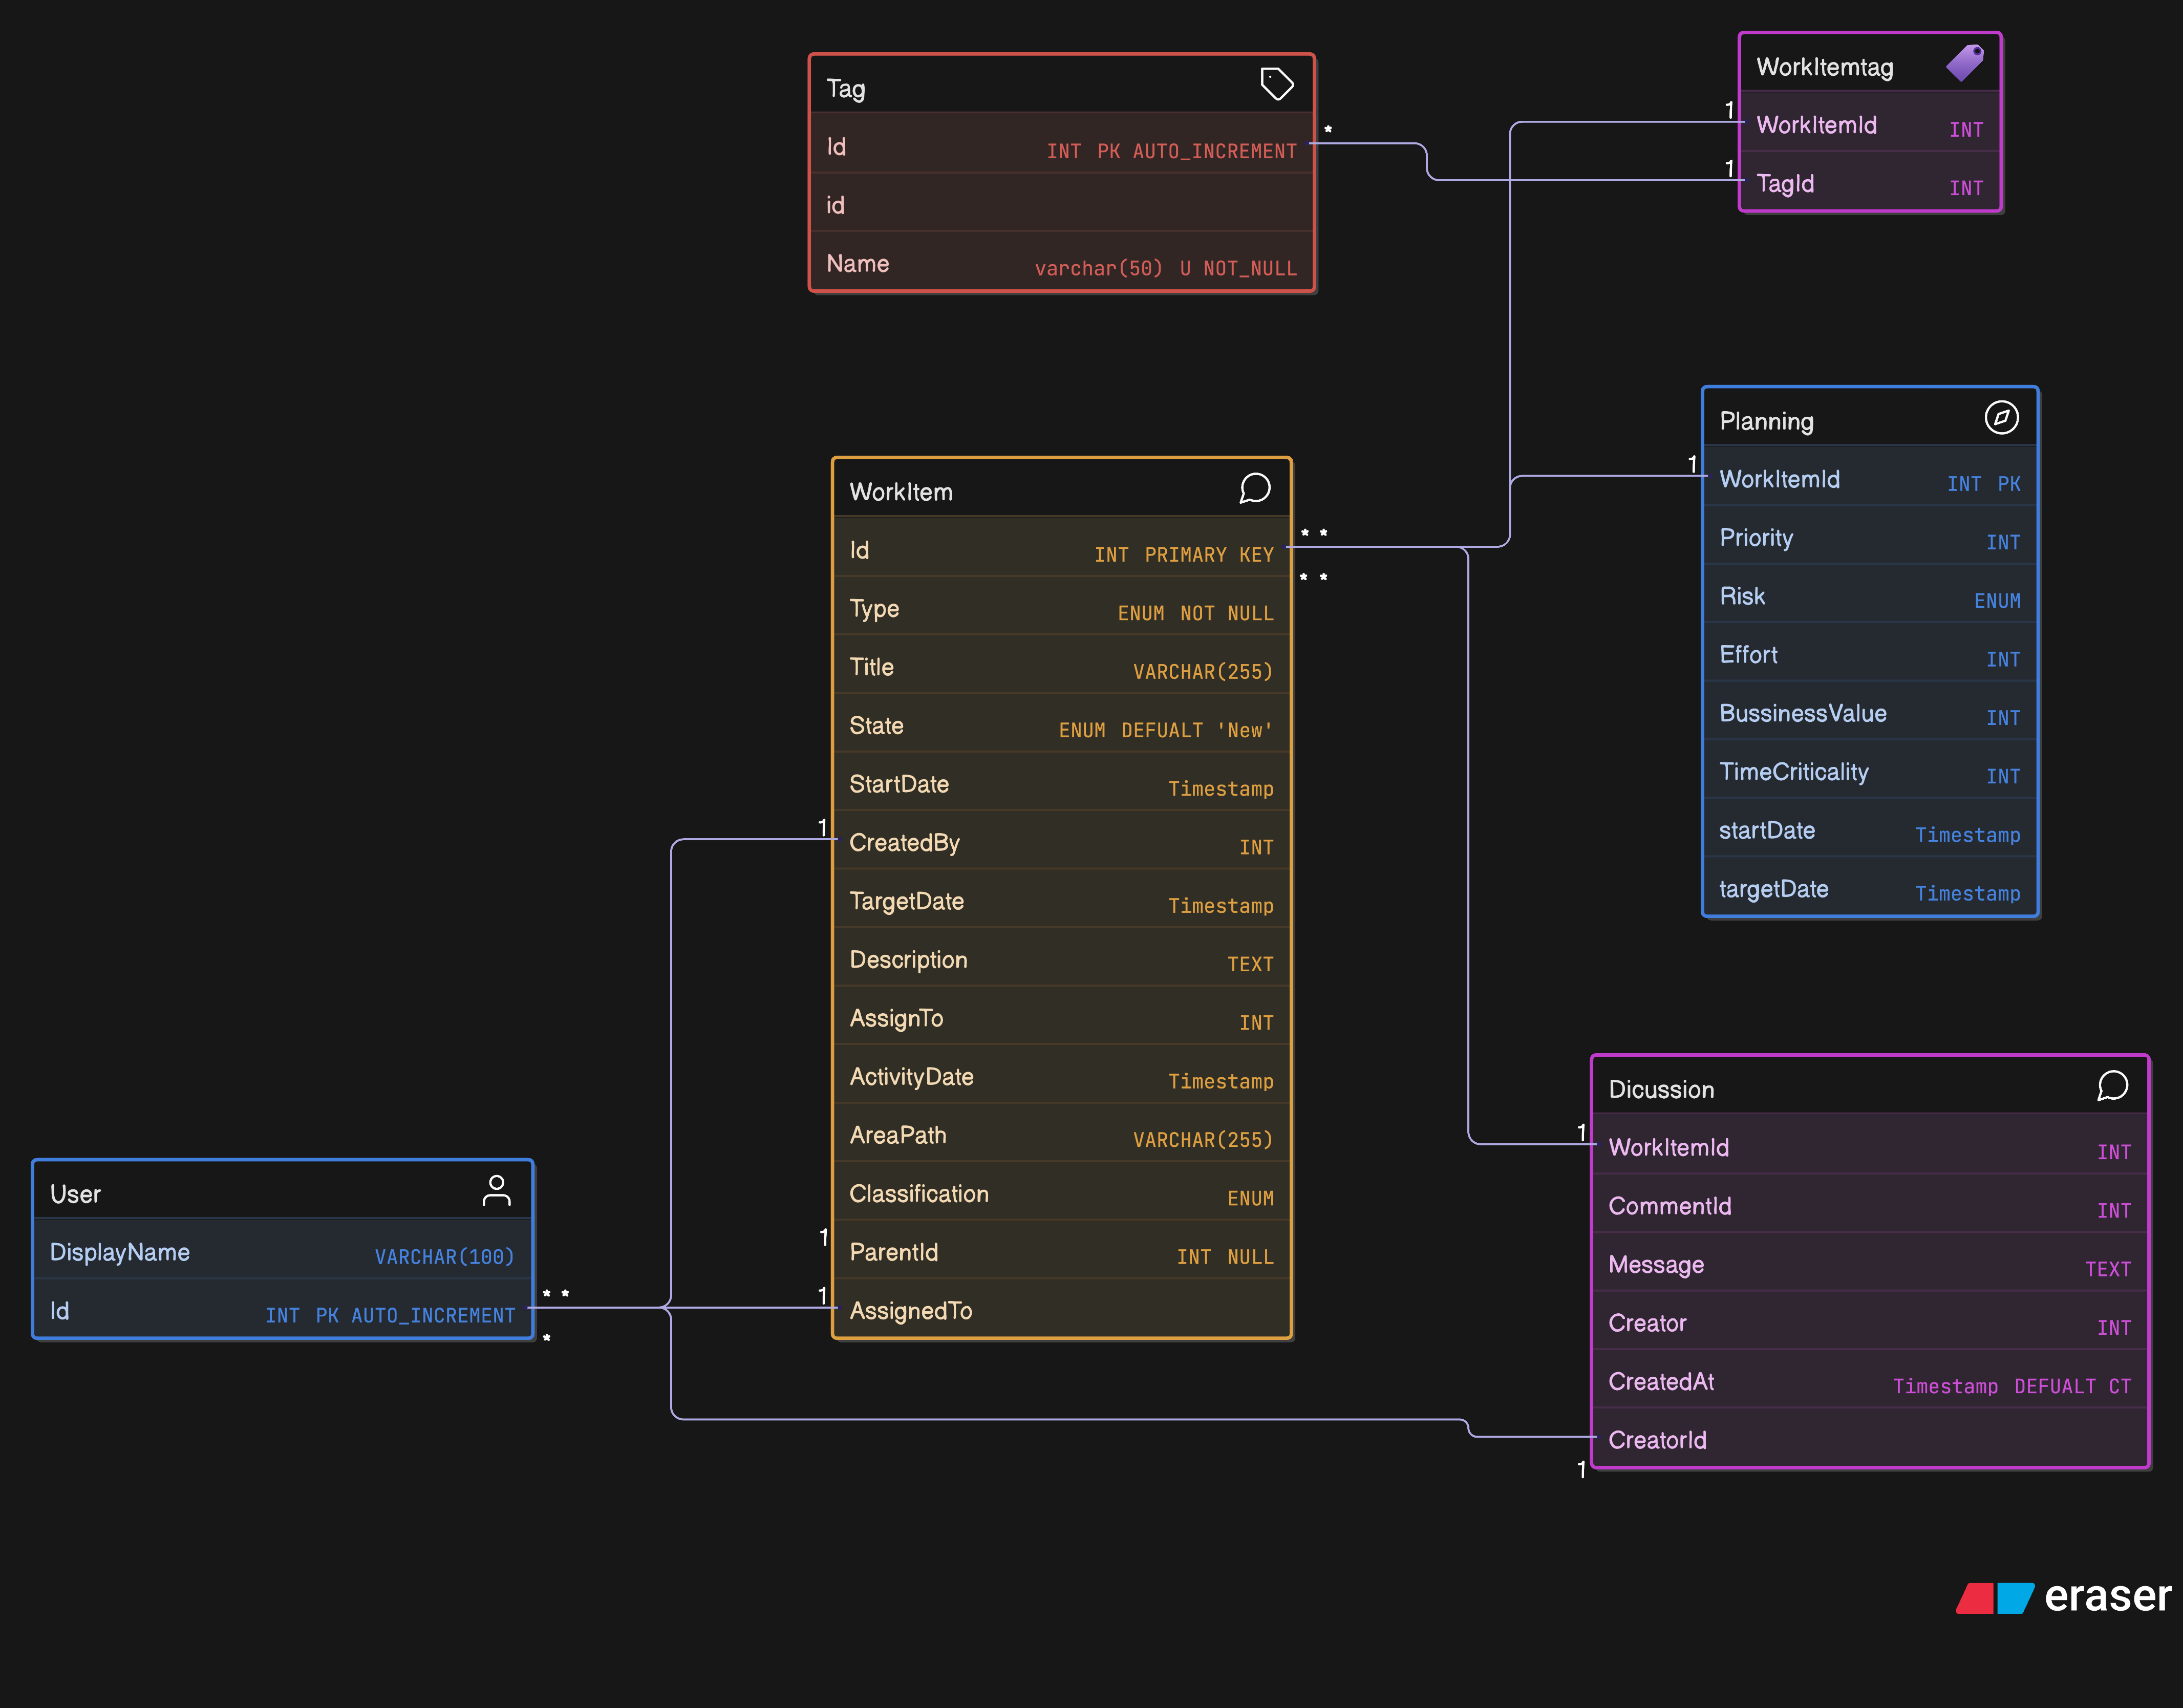 Tag
Id INT PK AUTO_INCREMENT
id
Name varchar(50) U NOT_NULL
*
WorkItemtag
1
WorkItemId INT
1
TagId INT
Planning
1
WorkItemId INT PK
Priority INT
Risk ENUM
Effort INT
BussinessValue INT
TimeCriticality INT
startDate Timestamp
targetDate Timestamp
WorkItem
* *
Id INT PRIMARY KEY
* *
Type ENUM NOT NULL
Title VARCHAR(255)
State ENUM DEFUALT 'New'
StartDate Timestamp
1
CreatedBy INT
TargetDate Timestamp
Description TEXT
AssignTo INT
ActivityDate Timestamp
AreaPath VARCHAR(255)
Classification ENUM
1
ParentId INT NULL
1
AssignedTo
User
DisplayName VARCHAR(100)
* *
Id INT PK AUTO_INCREMENT
*
Dicussion
1
WorkItemId INT
CommentId INT
Message TEXT
Creator INT
CreatedAt Timestamp DEFUALT CT
CreatorId
1
eraser